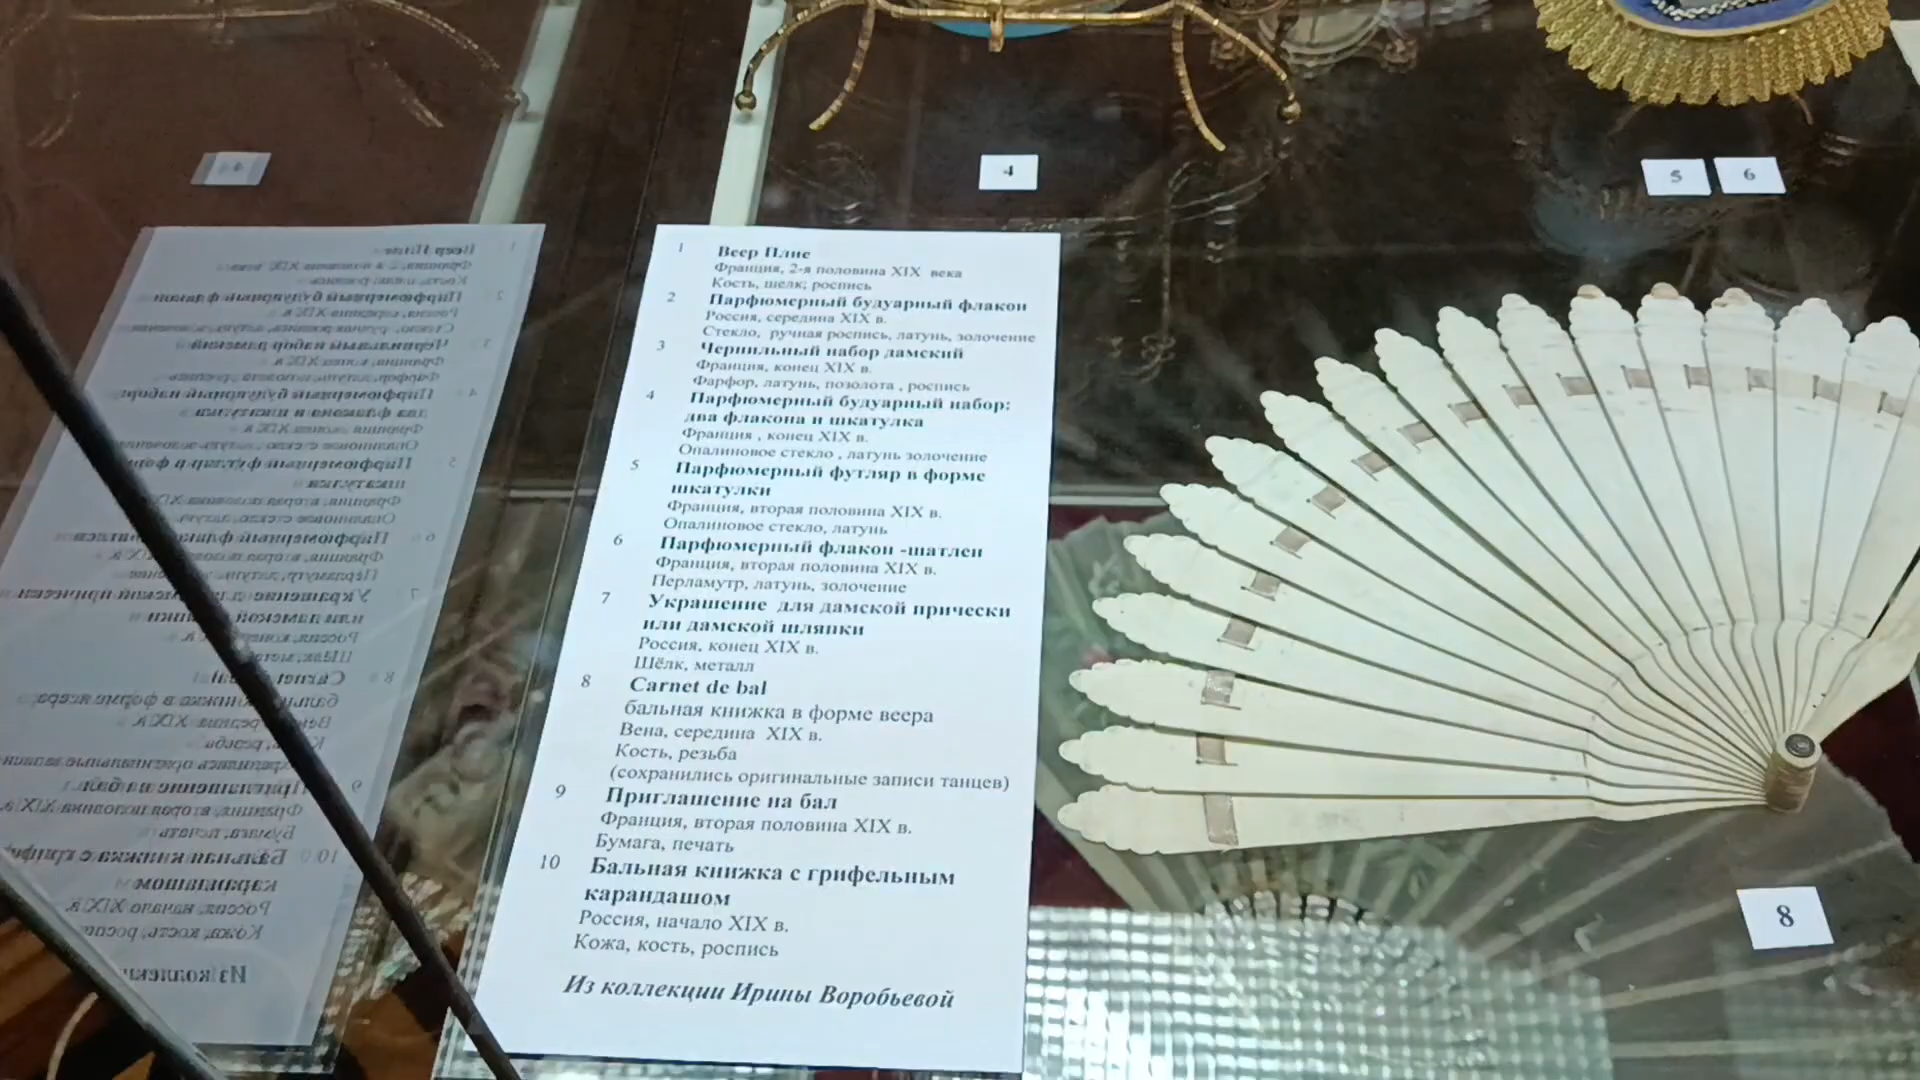 4
5
6
1 Веер Плие
Франция, 2-я половина XIX века
Кость, шелк; роспись
2 Парфюмерный будуарный флакон
Россия, середина XIX в.
Стекло, ручная роспись, латунь, золочение
3 Чернильный набор дамский
Франция, конец XIX в.
Фарфор, латунь, позолота , роспись
4 Парфюмерный будуарный набор:
два флакона и шкатулка
Франция , конец XIX в.
Опалиновое стекло , латунь золочение
5 Парфюмерный футляр в форме
шкатулки
Франция, вторая половина XIX в.
Опалиновое стекло, латунь
6 Парфюмерный флакон -шатлен
Франция, вторая половина XIX в.
Перламутр, латунь, золочение
7 Украшение для дамской прически
или дамской шляпки
Россия, конец XIX в.
Шёлк, металл
8 Carnet de bal
бальная книжка в форме веера
Вена, середина XIX в.
Кость, резьба
(сохранились оригинальные записи танцев)
9 Приглашение на бал
Франция, вторая половина XIX в.
Бумага, печать
10 Бальная книжка с грифельным
карандашом
Россия, начало XIX в.
Кожа, кость, роспись
Из коллекции Ирины Воробьевой
8